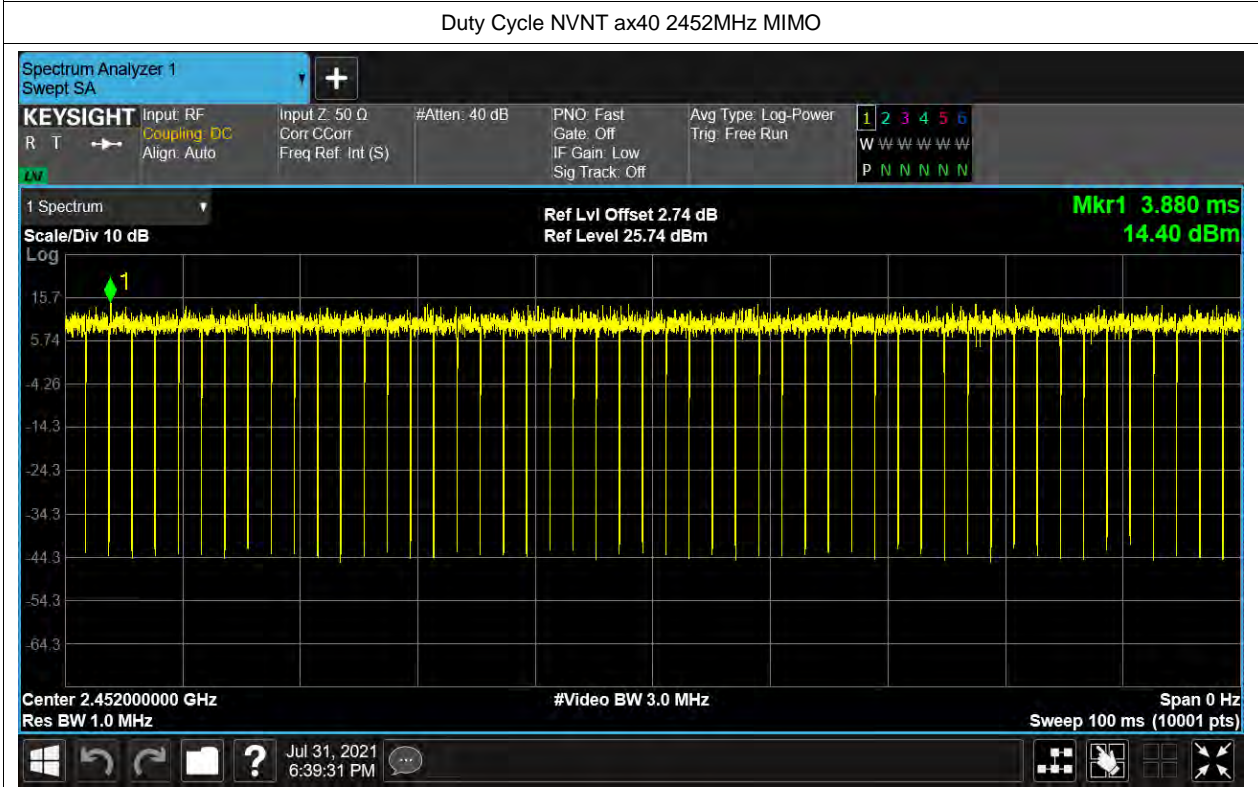 Duty Cycle NVNT ax40 2452MHz MIMO
Spectrum Analyzer 1
Swept SA
+
KEYSIGHT
R T
LXI
Input: RF
Coupling: DC
Align: Auto
Input Z: 50 Ω
Corr CCorr
Freq Ref: Int (S)
#Atten: 40 dB
PNO: Fast
Gate: Off
IF Gain: Low
Sig Track: Off
Avg Type: Log-Power
Trig: Free Run
1 2 3 4 5 6
W W W W W W
P N N N N N
1 Spectrum
Scale/Div 10 dB
Log
Ref Lvl Offset 2.74 dB
Ref Level 25.74 dBm
Mkr1 3.880 ms
14.40 dBm
1
15.7
5.74
-4.26
-14.3
-24.3
-34.3
-44.3
-54.3
-64.3
Center 2.452000000 GHz
#Video BW 3.0 MHz
Span 0 Hz
Res BW 1.0 MHz
Sweep 100 ms (10001 pts)
?
Jul 31, 2021
6:39:31 PM